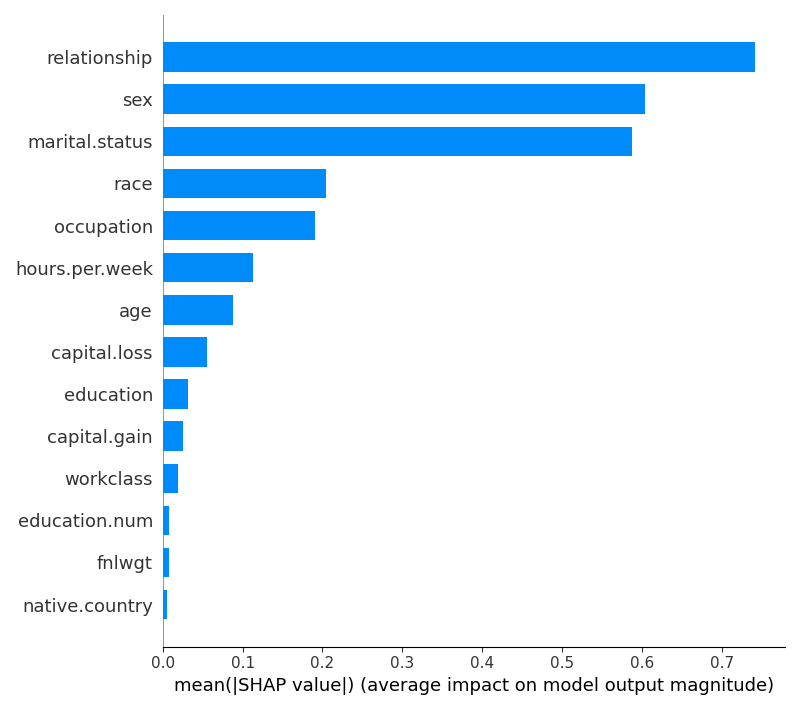 relationship
sex
marital.status
race
occupation
hours.per.week
age
capital.loss
education
capital.gain
workclass
education.num
fnlwgt
native.country
0.0 0.1 0.2 0.3 0.4 0.5 0.6 0.7
mean(|SHAP value|) (average impact on model output magnitude)